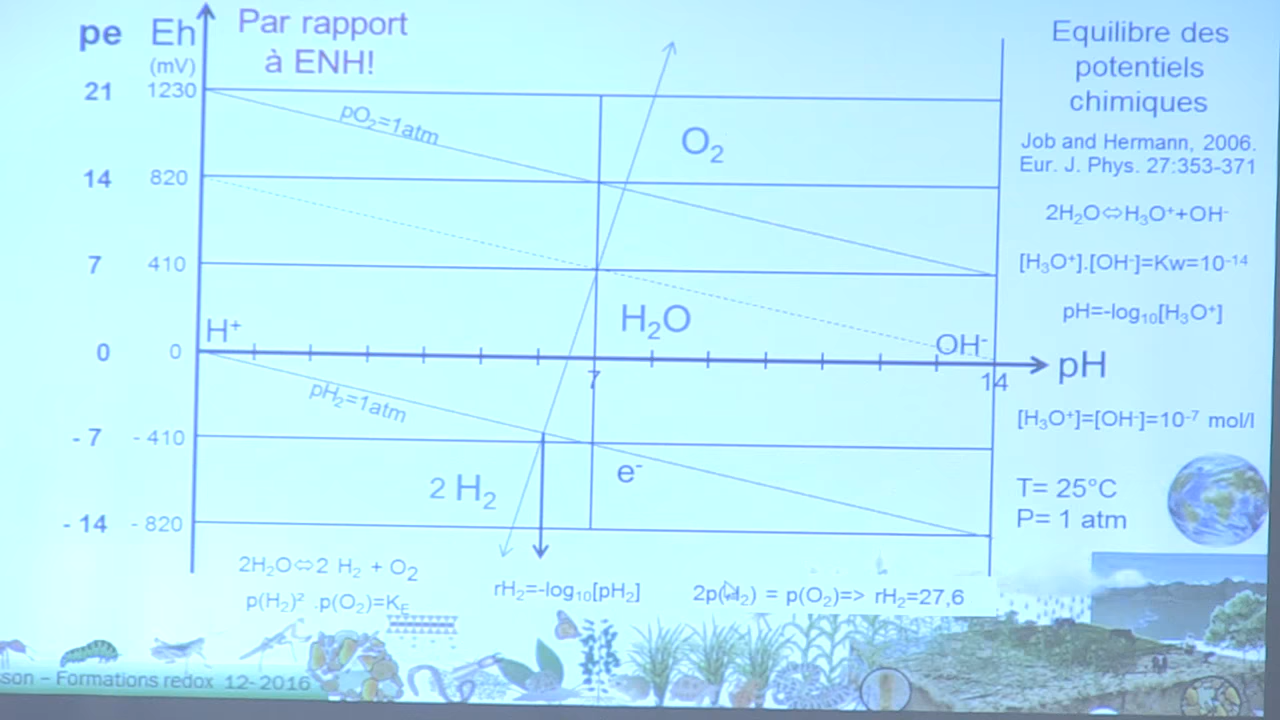 pe Eh Par rapport
(mV) à ENH!
21 1230
pO₂=1atm
O₂
14 820
7 410
H₂O
H⁺
OH⁻
0 0
pH
7
14
pH₂=1atm
- 7 - 410
e⁻
2 H₂
- 14 - 820
2H₂O⇔2 H₂ + O₂
p(H₂)² .p(O₂)=K
rH₂=-log₁₀[pH₂]
2p(H₂) = p(O₂)=> rH₂=27,6
Equilibre des
potentiels
chimiques
Job and Hermann, 2006.
Eur. J. Phys. 27:353-371
2H₂O⇔H₃O⁺+OH⁻
[H₃O⁺].[OH⁻]=Kw=10⁻¹⁴
pH=-log₁₀[H₃O⁺]
[H₃O⁺]=[OH⁻]=10⁻⁷ mol/l
T= 25°C
P= 1 atm
sson – Formations redox 12-2016